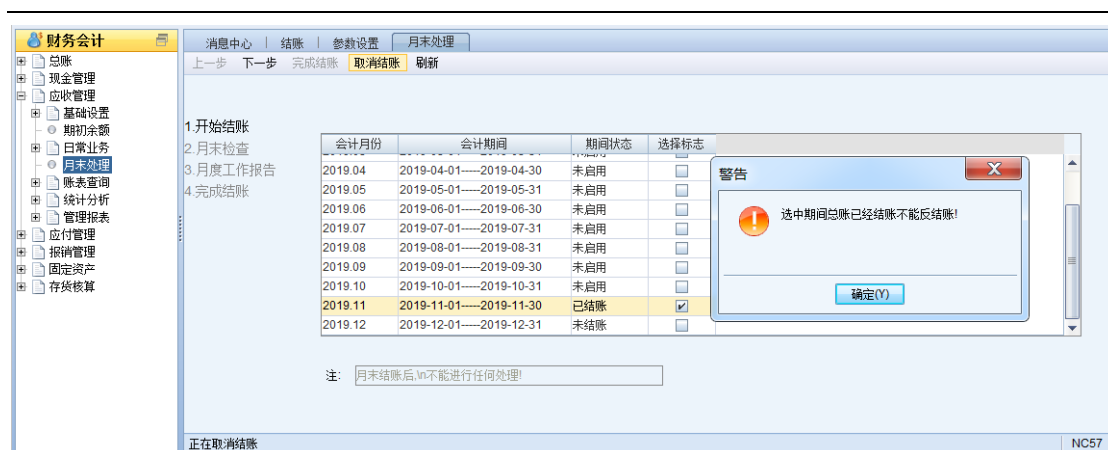 财务会计
总账
现金管理
应收管理
基础设置
期初余额
日常业务
月末处理
账表查询
统计分析
管理报表
应付管理
报销管理
固定资产
存货核算
消息中心 结账 参数设置 月末处理
上一步 下一步 完成结账 取消结账 刷新
1.开始结账
2.月末检查
3.月度工作报告
4.完成结账
会计月份 会计期间 期间状态 选择标志
2019.04 2019-04-01-----2019-04-30 未启用
2019.05 2019-05-01-----2019-05-31 未启用
2019.06 2019-06-01-----2019-06-30 未启用
2019.07 2019-07-01-----2019-07-31 未启用
2019.08 2019-08-01-----2019-08-31 未启用
2019.09 2019-09-01-----2019-09-30 未启用
2019.10 2019-10-01-----2019-10-31 未启用
2019.11 2019-11-01-----2019-11-30 已结账
2019.12 2019-12-01-----2019-12-31 未结账
警告
选中期间总账已经结账不能反结账!
确定(Y)
注: 月末结账后,\n不能进行任何处理!
正在取消结账 NC57